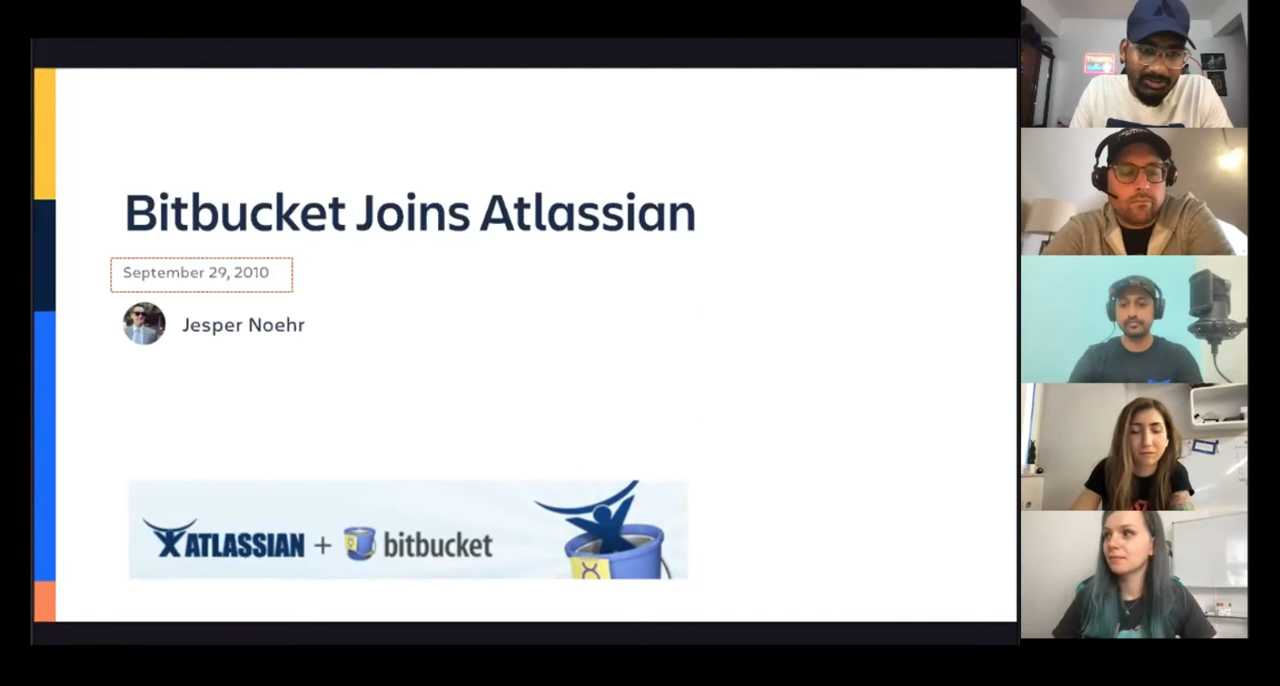 Bitbucket Joins Atlassian
September 29, 2010
Jesper Noehr
ATLASSIAN + bitbucket